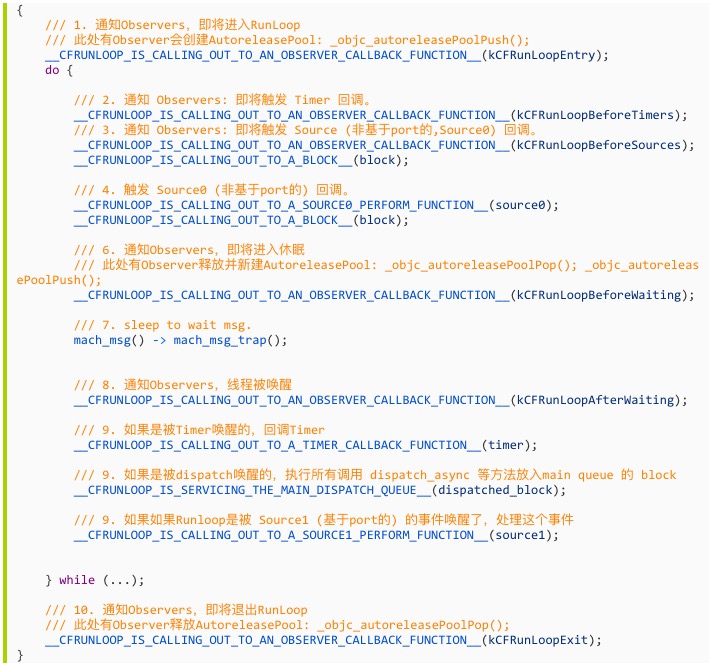 {
/// 1. 通知Observers，即将进入RunLoop
/// 此处有Observer会创建AutoreleasePool: _objc_autoreleasePoolPush();
__CFRUNLOOP_IS_CALLING_OUT_TO_AN_OBSERVER_CALLBACK_FUNCTION__(kCFRunLoopEntry);
do {
/// 2. 通知 Observers: 即将触发 Timer 回调。
__CFRUNLOOP_IS_CALLING_OUT_TO_AN_OBSERVER_CALLBACK_FUNCTION__(kCFRunLoopBeforeTimers);
/// 3. 通知 Observers: 即将触发 Source (非基于port的,Source0) 回调。
__CFRUNLOOP_IS_CALLING_OUT_TO_AN_OBSERVER_CALLBACK_FUNCTION__(kCFRunLoopBeforeSources);
__CFRUNLOOP_IS_CALLING_OUT_TO_A_BLOCK__(block);
/// 4. 触发 Source0 (非基于port的) 回调。
__CFRUNLOOP_IS_CALLING_OUT_TO_A_SOURCE0_PERFORM_FUNCTION__(source0);
__CFRUNLOOP_IS_CALLING_OUT_TO_A_BLOCK__(block);
/// 6. 通知Observers，即将进入休眠
/// 此处有Observer释放并新建AutoreleasePool: _objc_autoreleasePoolPop(); _objc_autoreleas
ePoolPush();
__CFRUNLOOP_IS_CALLING_OUT_TO_AN_OBSERVER_CALLBACK_FUNCTION__(kCFRunLoopBeforeWaiting);
/// 7. sleep to wait msg.
mach_msg() -> mach_msg_trap();
/// 8. 通知Observers，线程被唤醒
__CFRUNLOOP_IS_CALLING_OUT_TO_AN_OBSERVER_CALLBACK_FUNCTION__(kCFRunLoopAfterWaiting);
/// 9. 如果是被Timer唤醒的，回调Timer
__CFRUNLOOP_IS_CALLING_OUT_TO_A_TIMER_CALLBACK_FUNCTION__(timer);
/// 9. 如果是被dispatch唤醒的，执行所有调用 dispatch_async 等方法放入main queue 的 block
__CFRUNLOOP_IS_SERVICING_THE_MAIN_DISPATCH_QUEUE__(dispatched_block);
/// 9. 如果如果Runloop是被 Source1 (基于port的) 的事件唤醒了，处理这个事件
__CFRUNLOOP_IS_CALLING_OUT_TO_A_SOURCE1_PERFORM_FUNCTION__(source1);
} while (...);
/// 10. 通知Observers，即将退出RunLoop
/// 此处有Observer释放AutoreleasePool: _objc_autoreleasePoolPop();
__CFRUNLOOP_IS_CALLING_OUT_TO_AN_OBSERVER_CALLBACK_FUNCTION__(kCFRunLoopExit);
}